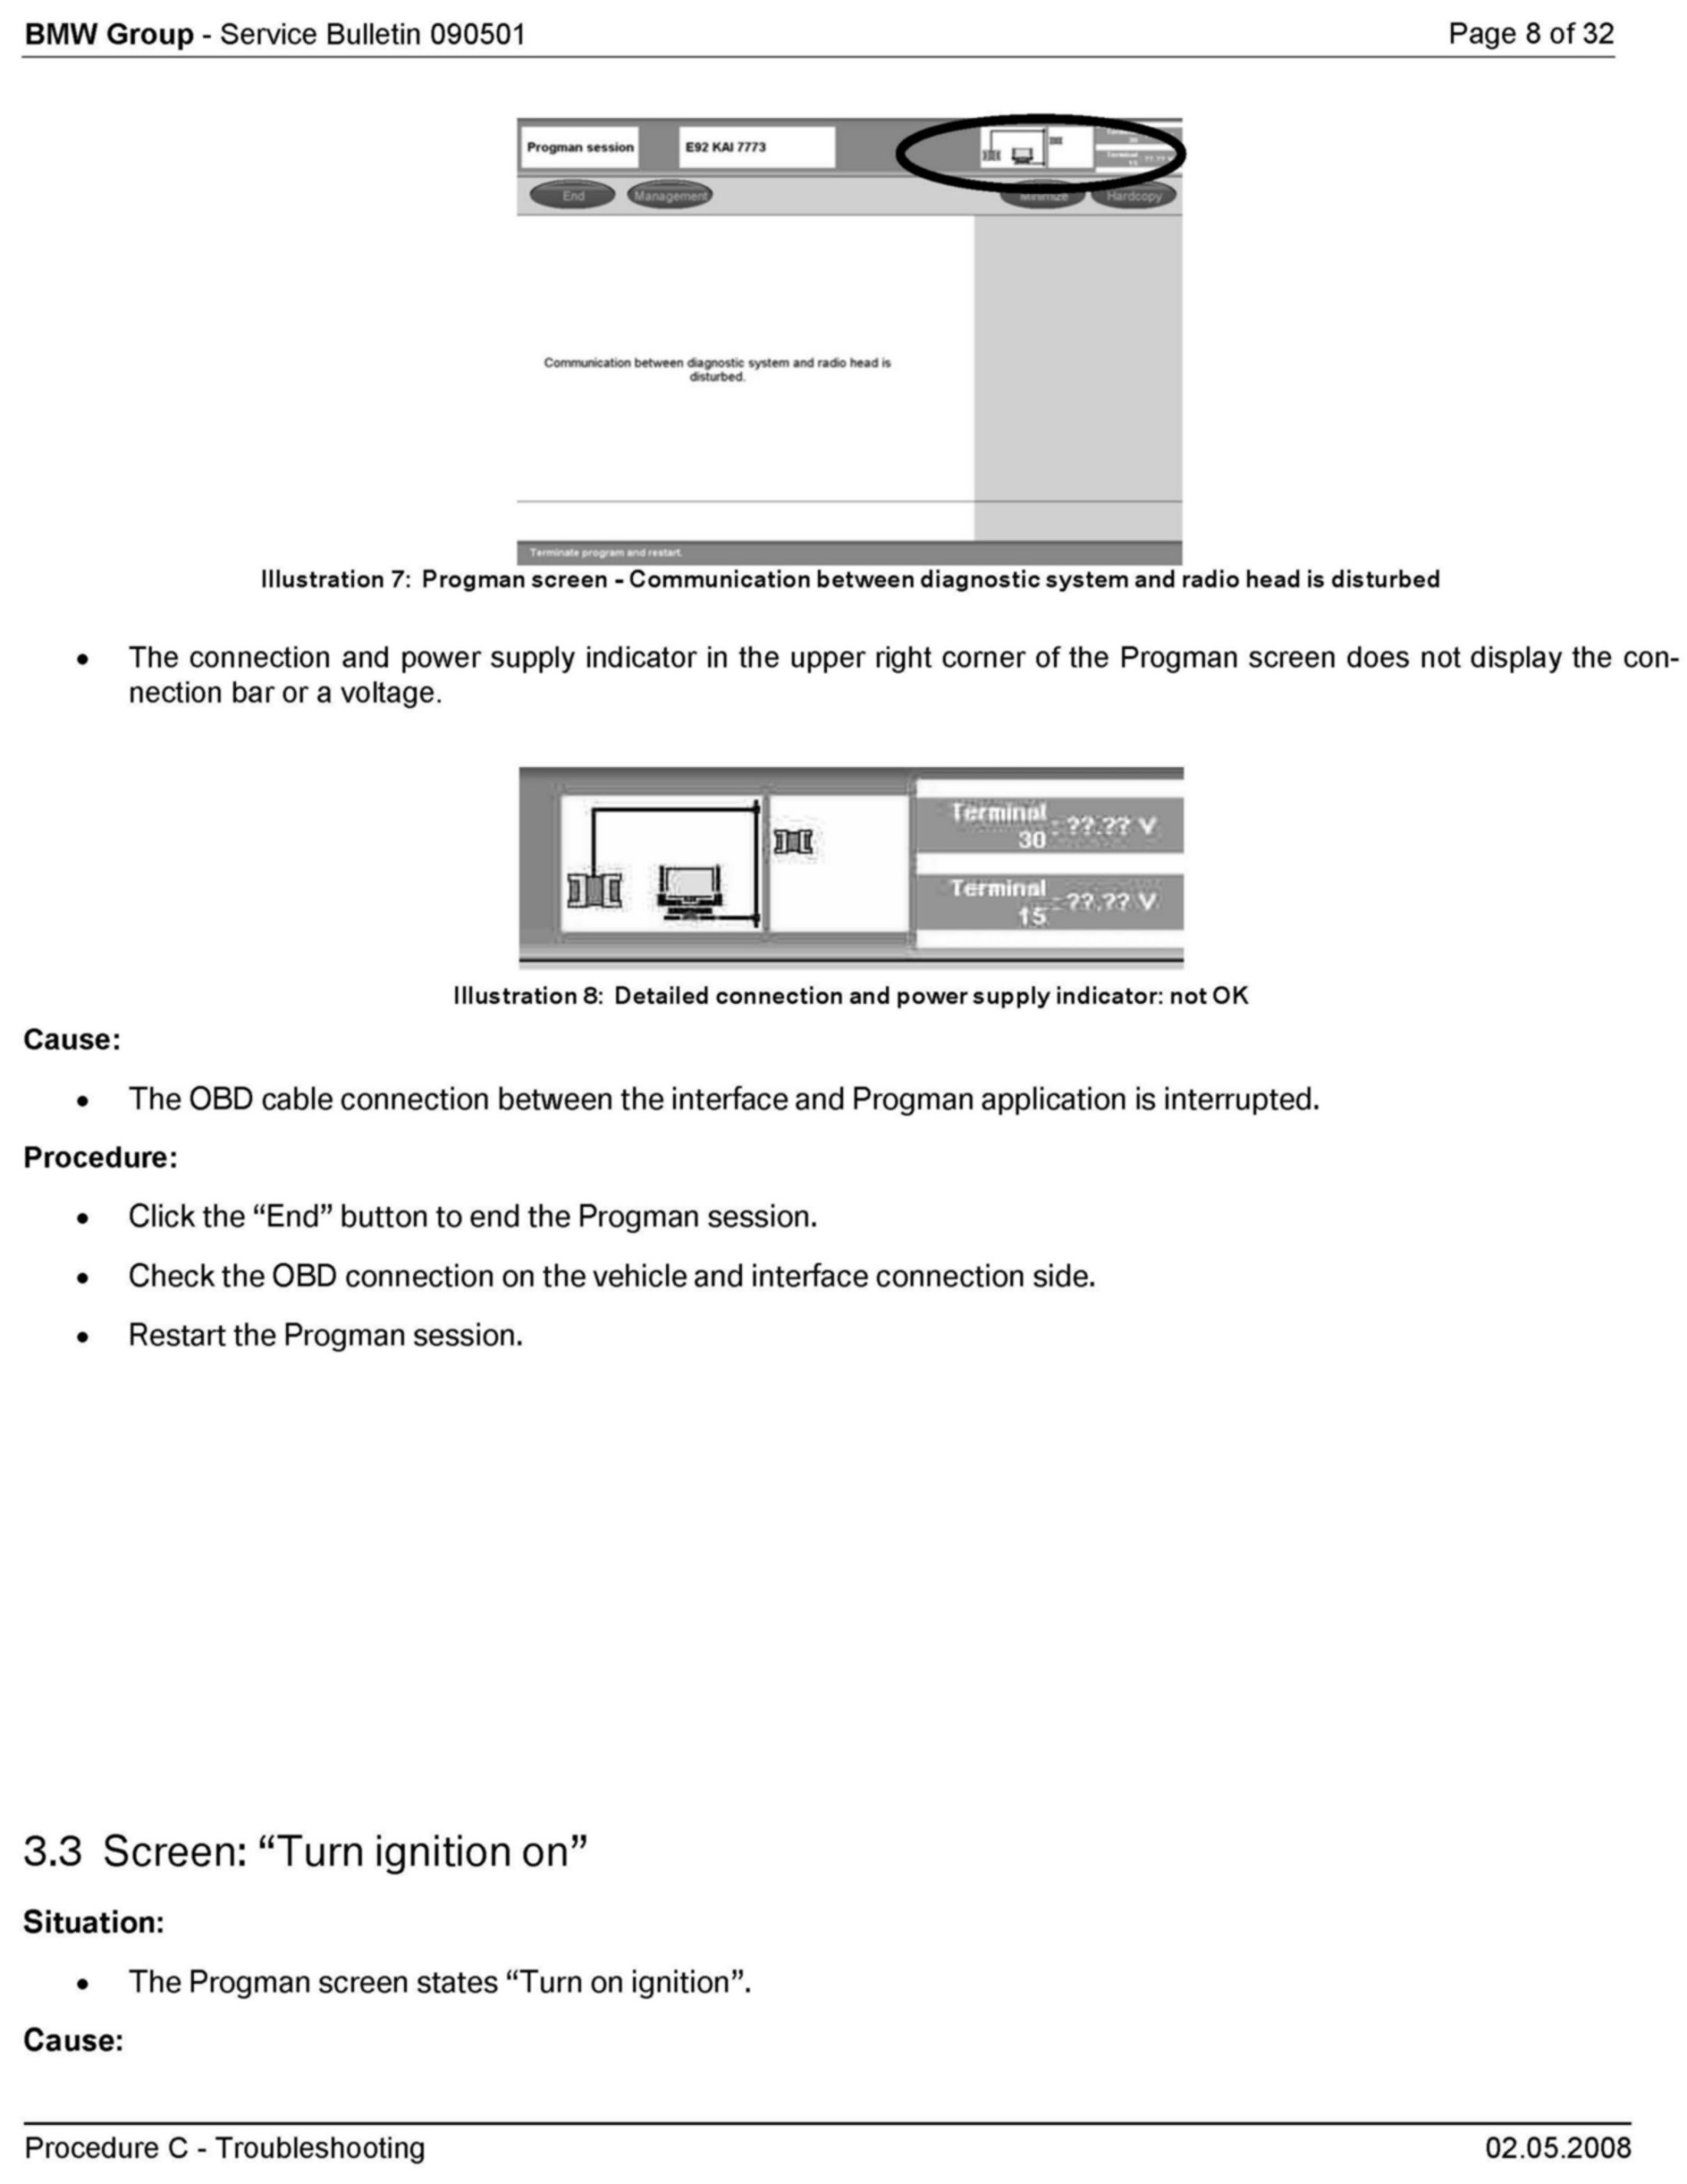 BMW Group - Service Bulletin 090501
Page 8 of 32
Progman session
E92 KAI 7773
End
Management
Minimize
Hardcopy
Communication between diagnostic system and radio head is
disturbed.
Terminate program and restart.
Illustration 7: Progman screen - Communication between diagnostic system and radio head is disturbed
• The connection and power supply indicator in the upper right corner of the Progman screen does not display the con-
nection bar or a voltage.
Terminal
30 : ??.?? V
Terminal
15 : ??.?? V
Illustration 8: Detailed connection and power supply indicator: not OK
Cause:
• The OBD cable connection between the interface and Progman application is interrupted.
Procedure:
• Click the “End” button to end the Progman session.
• Check the OBD connection on the vehicle and interface connection side.
• Restart the Progman session.
3.3 Screen: “Turn ignition on”
Situation:
• The Progman screen states “Turn on ignition”.
Cause:
Procedure C - Troubleshooting
02.05.2008